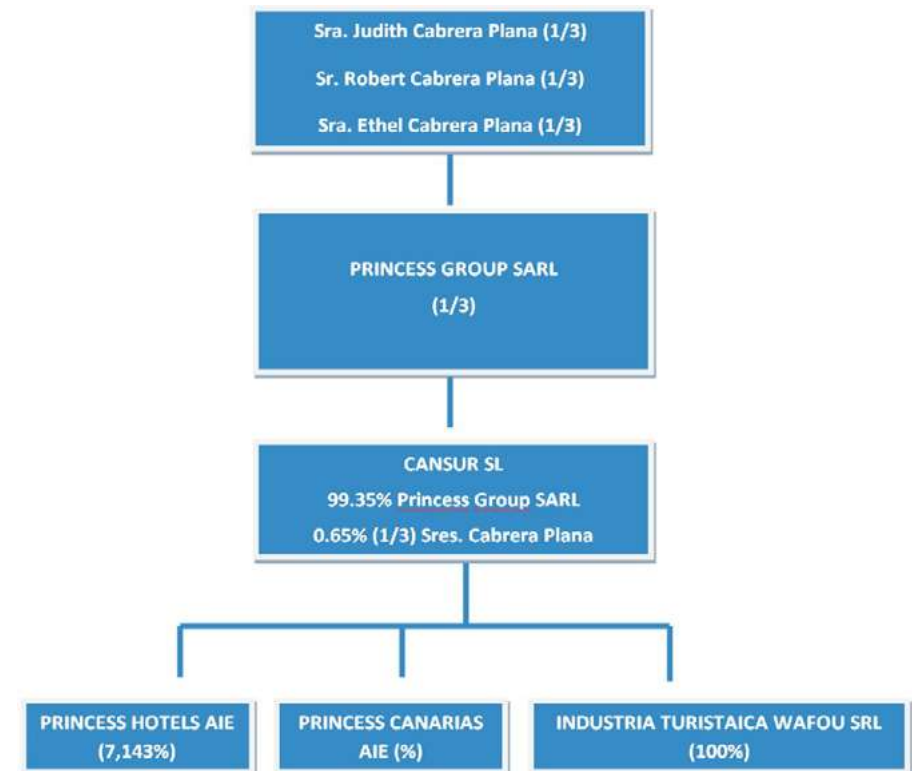 Sra. Judith Cabrera Plana (1/3)
Sr. Robert Cabrera Plana (1/3)
Sra. Ethel Cabrera Plana (1/3)
PRINCESS GROUP SARL
(1/3)
CANSUR SL
99.35% Princess Group SARL
0.65% (1/3) Sres. Cabrera Plana
PRINCESS HOTELS AIE
(7,143%)
PRINCESS CANARIAS
AIE (%)
INDUSTRIA TURISTAICA WAFOU SRL
(100%)